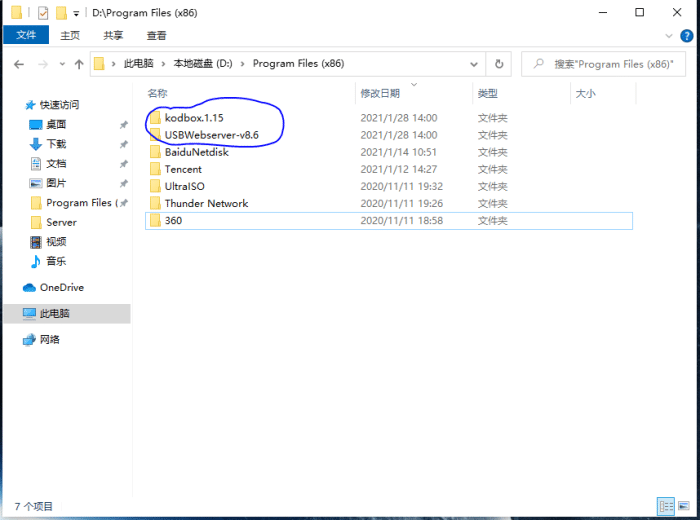 D:\Program Files (x86)
文件 主页 共享 查看
此电脑 本地磁盘 (D:) Program Files (x86) 搜索"Program Files (x86)"
名称 修改日期 类型 大小
快速访问
桌面
下载
文档
图片
Program Files (
Server
视频
音乐
OneDrive
此电脑
网络
kodbox.1.15 2021/1/28 14:00 文件夹
USBWebserver-v8.6 2021/1/28 14:00 文件夹
BaiduNetdisk 2021/1/14 10:51 文件夹
Tencent 2021/1/12 14:27 文件夹
UltraISO 2020/11/11 19:32 文件夹
Thunder Network 2020/11/11 19:26 文件夹
360 2020/11/11 18:58 文件夹
7 个项目